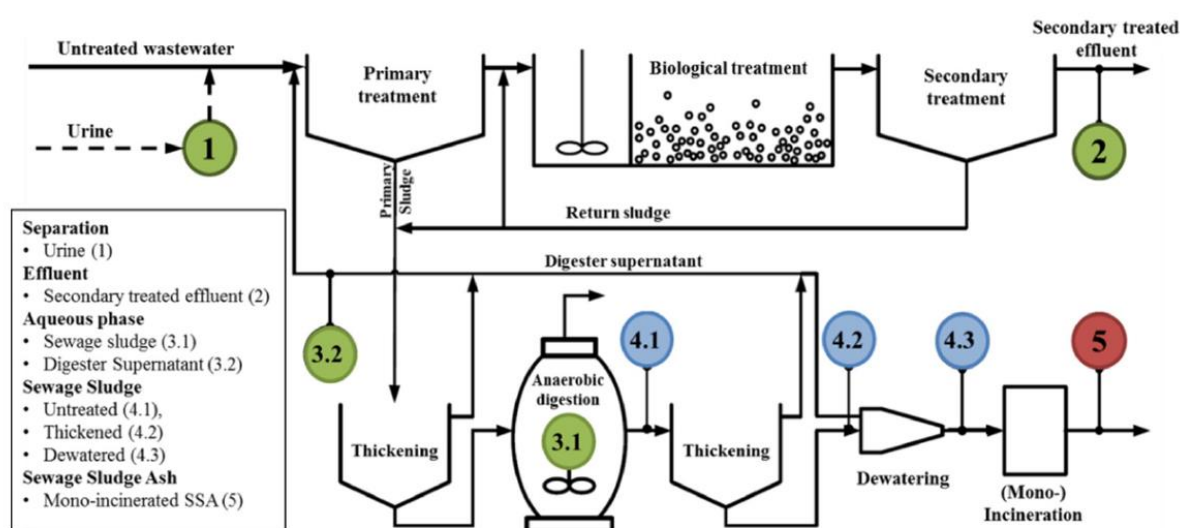 Untreated wastewater
Urine
1
Primary
treatment
Biological treatment
Secondary
treatment
Secondary treated
effluent
2
Primary
Sludge
Return sludge
Digester supernatant
Separation
• Urine (1)
Effluent
• Secondary treated effluent (2)
Aqueous phase
• Sewage sludge (3.1)
• Digester Supernatant (3.2)
Sewage Sludge
• Untreated (4.1),
• Thickened (4.2)
• Dewatered (4.3)
Sewage Sludge Ash
• Mono-incinerated SSA (5)
3.2
Thickening
Anaerobic
digestion
3.1
4.1
Thickening
4.2
Dewatering
4.3
(Mono-)
Incineration
5